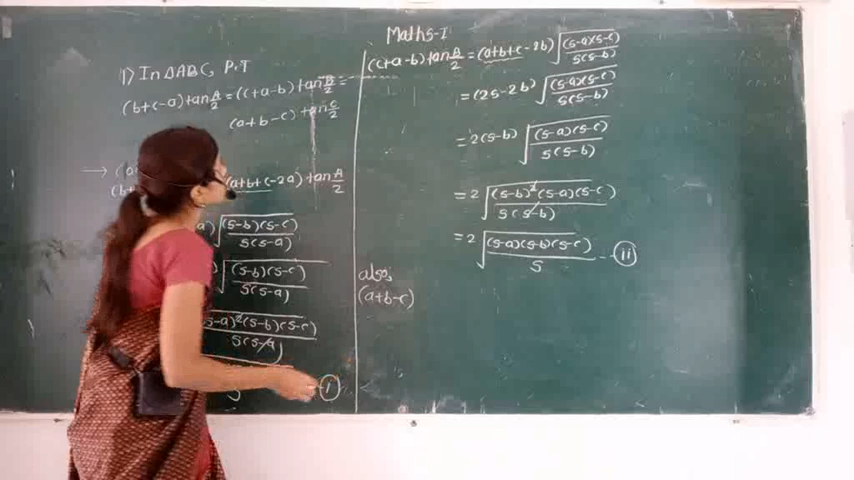 Maths-I
1) In ΔABC, P.T
(b+c-a)tan A/2 = (c+a-b)tan B/2 =
(a+b-c)tan C/2
(a+b+c-2a) tan A/2
√((s-b)(s-c)/s(s-a))
√((s-b)(s-c)/s(s-a))
(s-a)²(s-b)(s-c)/s(s-a)
s --- (i)
(c+a-b)tan A/2 = (a+b+c-2b) √((s-a)(s-c)/s(s-b))
= (2s-2b) √((s-a)(s-c)/s(s-b))
= 2(s-b) √((s-a)(s-c)/s(s-b))
= 2 √((s-b)²(s-a)(s-c)/s(s-b))
= 2 √((s-a)(s-b)(s-c)/s) --- (ii)
also,
(a+b-c)